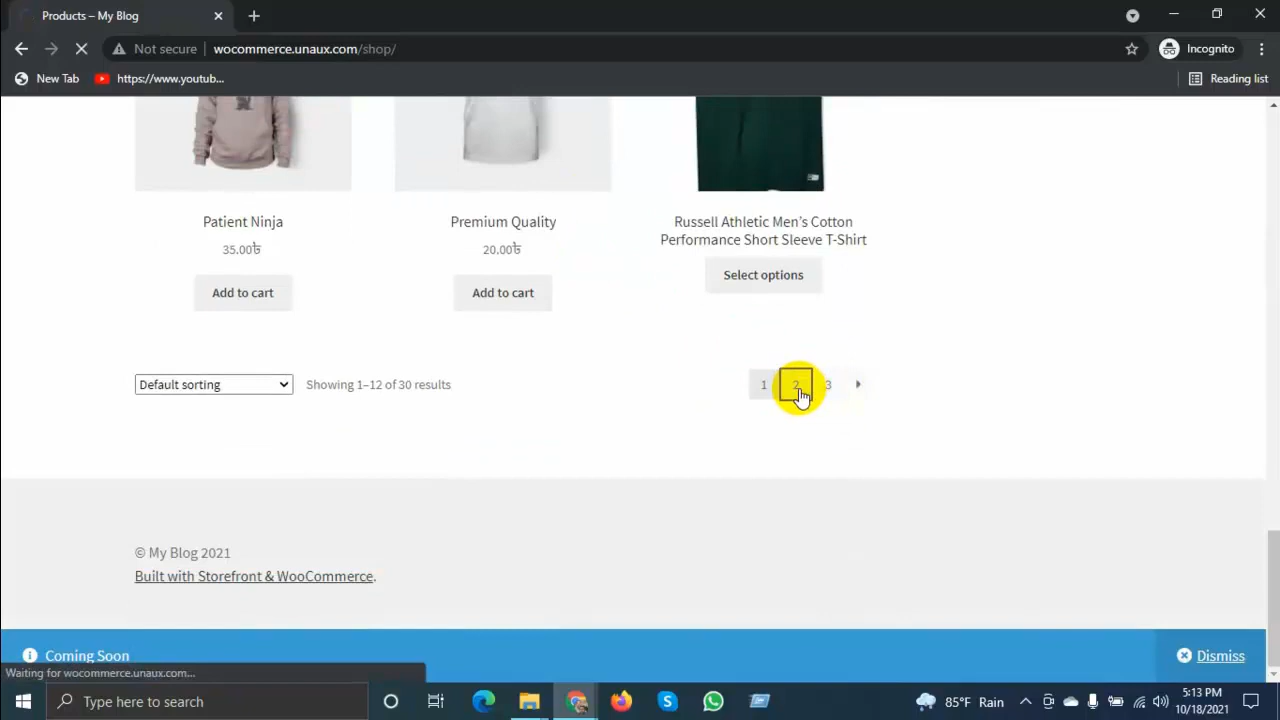 Products – My Blog
Not secure
wocommerce.unaux.com/shop/
Incognito
New Tab
https://www.youtub...
Reading list
Patient Ninja
35.00৳
Add to cart
Premium Quality
20.00৳
Add to cart
Russell Athletic Men's Cotton
Performance Short Sleeve T-Shirt
Select options
Default sorting
Showing 1–12 of 30 results
1 2 3
© My Blog 2021
Built with Storefront & WooCommerce.
Coming Soon
Dismiss
Waiting for wocommerce.unaux.com...
Type here to search
85°F Rain
5:13 PM
10/18/2021